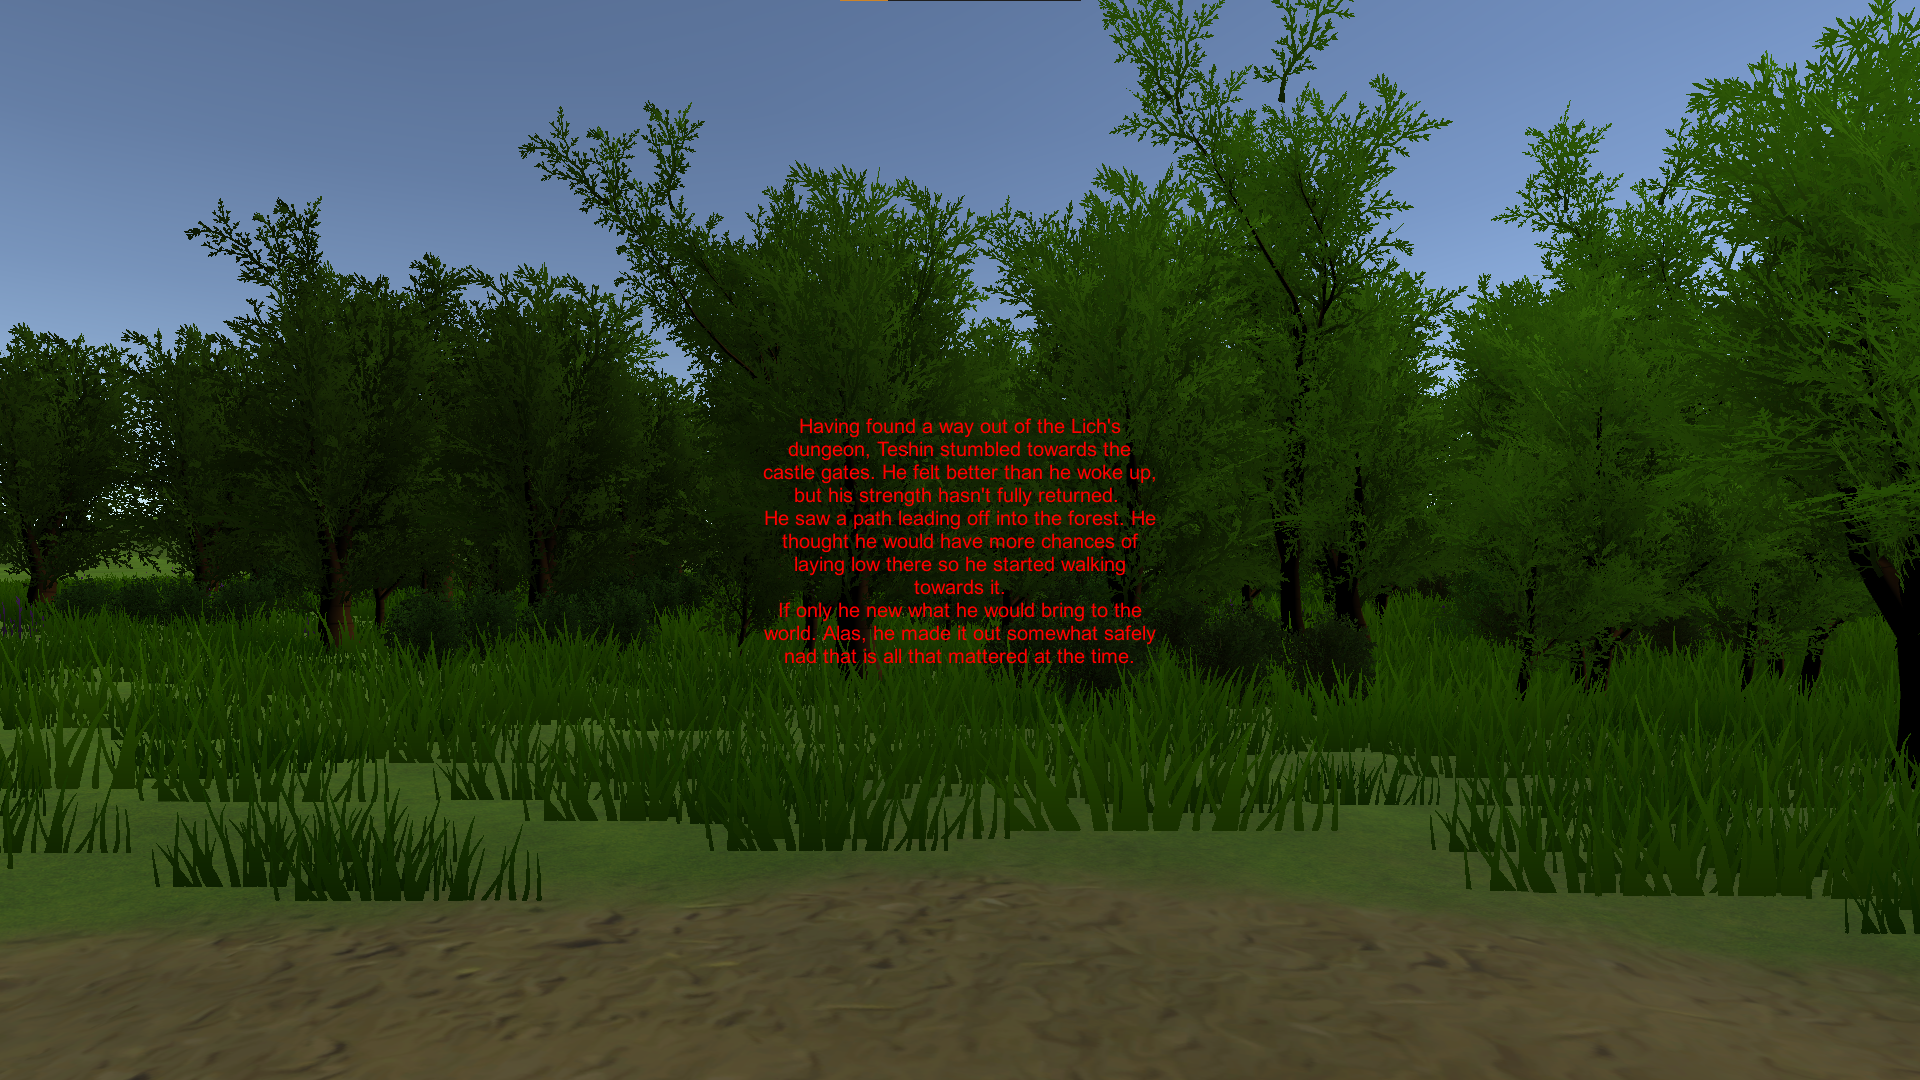 Having found a way out of the Lich's
dungeon, Teshin stumbled towards the
castle gates. He felt better than he woke up,
but his strength hasn't fully returned.
He saw a path leading off into the forest. He
thought he would have more chances of
laying low there so he started walking
towards it.
If only he new what he would bring to the
world. Alas, he made it out somewhat safely
nad that is all that mattered at the time.